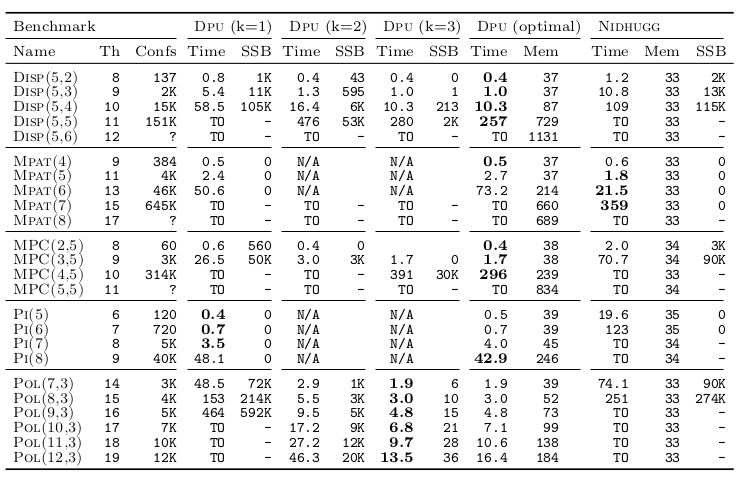 Benchmark DPU (k=1) DPU (k=2) DPU (k=3) DPU (optimal) NIDHUGG
Name Th Confs Time SSB Time SSB Time SSB Time Mem Time Mem SSB
DISP(5,2) 8 137 0.8 1K 0.4 43 0.4 0 0.4 37 1.2 33 2K
DISP(5,3) 9 2K 5.4 11K 1.3 595 1.0 1 1.0 37 10.8 33 13K
DISP(5,4) 10 15K 58.5 105K 16.4 6K 10.3 213 10.3 87 109 33 115K
DISP(5,5) 11 151K TO - 476 53K 280 2K 257 729 TO 33 -
DISP(5,6) 12 ? TO - TO - TO - TO 1131 TO 33 -
MPAT(4) 9 384 0.5 0 N/A N/A 0.5 37 0.6 33 0
MPAT(5) 11 4K 2.4 0 N/A N/A 2.7 37 1.8 33 0
MPAT(6) 13 46K 50.6 0 N/A N/A 73.2 214 21.5 33 0
MPAT(7) 15 645K TO - TO - TO - TO 660 359 33 0
MPAT(8) 17 ? TO - TO - TO - TO 689 TO 33 -
MPC(2,5) 8 60 0.6 560 0.4 0 0.4 38 2.0 34 3K
MPC(3,5) 9 3K 26.5 50K 3.0 3K 1.7 0 1.7 38 70.7 34 90K
MPC(4,5) 10 314K TO - TO - 391 30K 296 239 TO 33 -
MPC(5,5) 11 ? TO - TO - TO - TO 834 TO 34 -
PI(5) 6 120 0.4 0 N/A N/A 0.5 39 19.6 35 0
PI(6) 7 720 0.7 0 N/A N/A 0.7 39 123 35 0
PI(7) 8 5K 3.5 0 N/A N/A 4.0 45 TO 34 -
PI(8) 9 40K 48.1 0 N/A N/A 42.9 246 TO 34 -
POL(7,3) 14 3K 48.5 72K 2.9 1K 1.9 6 1.9 39 74.1 33 90K
POL(8,3) 15 4K 153 214K 5.5 3K 3.0 10 3.0 52 251 33 274K
POL(9,3) 16 5K 464 592K 9.5 5K 4.8 15 4.8 73 TO 33 -
POL(10,3) 17 7K TO - 17.2 9K 6.8 21 7.1 99 TO 33 -
POL(11,3) 18 10K TO - 27.2 12K 9.7 28 10.6 138 TO 33 -
POL(12,3) 19 12K TO - 46.3 20K 13.5 36 16.4 184 TO 33 -